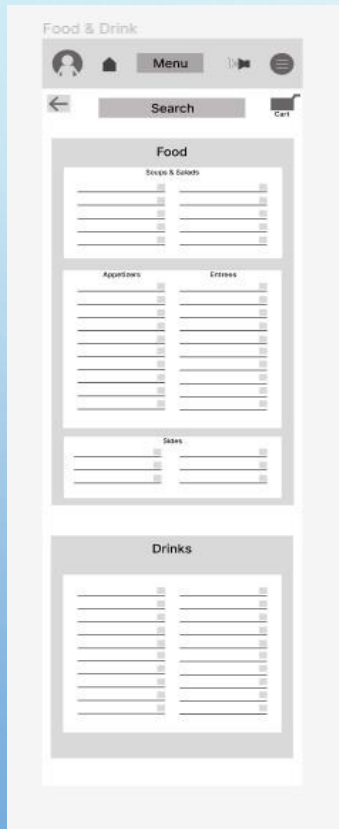 Food & Drink
Menu
Search
Cart
Food
Soups & Salads
Appetizers
Entrees
Sides
Drinks